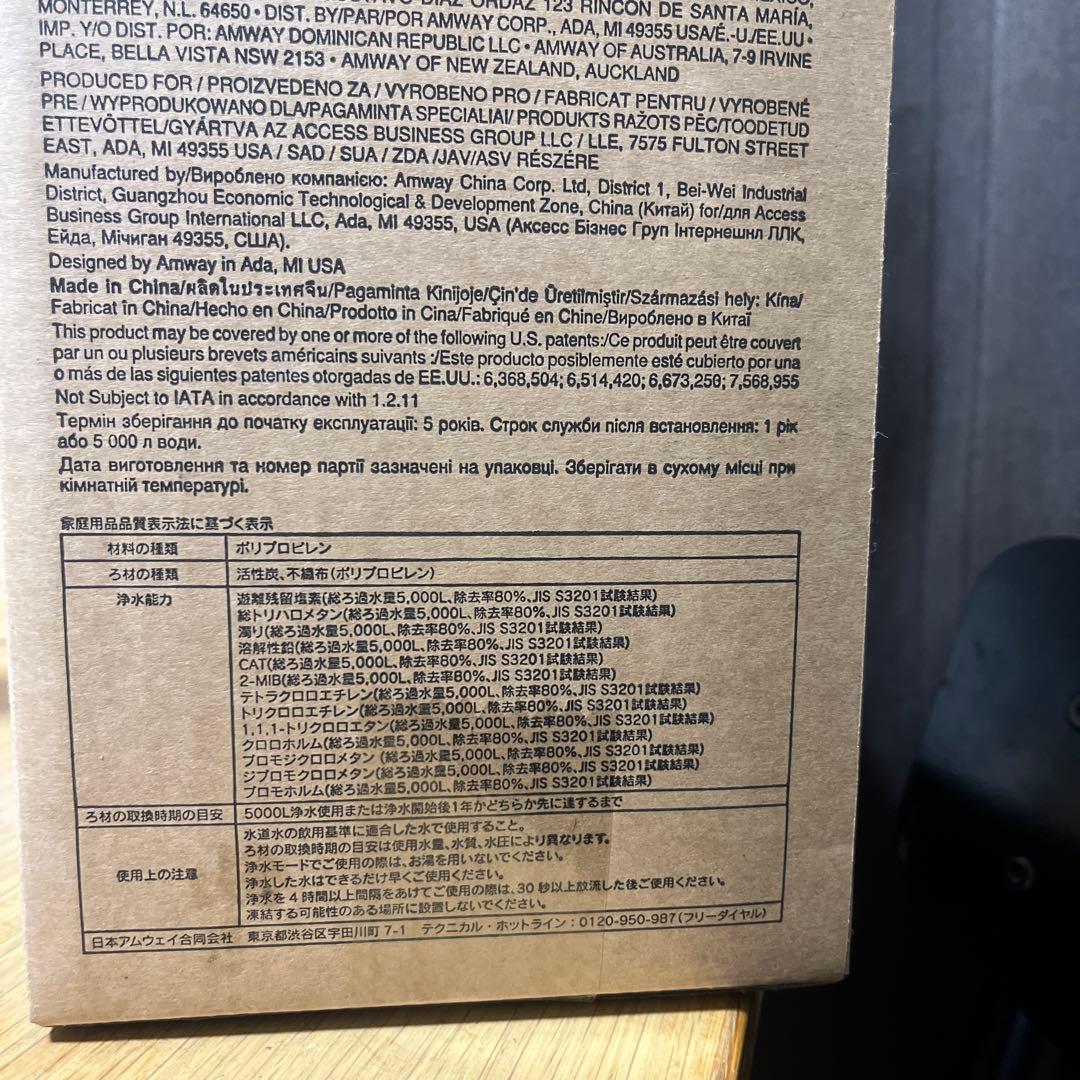 GUSTAVO DÍAZ ORDAZ 123 RINCÓN DE SANTA MARÍA,
MONTERREY, N.L. 64650 • DIST. BY/PAR/POR AMWAY CORP., ADA, MI 49355 USA/É.-U./EE.UU •
IMP. Y/O DIST. POR: AMWAY DOMINICAN REPUBLIC LLC • AMWAY OF AUSTRALIA, 7-9 IRVINE
PLACE, BELLA VISTA NSW 2153 • AMWAY OF NEW ZEALAND, AUCKLAND
PRODUCED FOR / PROIZVEDENO ZA / VYROBENO PRO / FABRICAT PENTRU / VYROBENÉ
PRE / WYPRODUKOWANO DLA/PAGAMINTA SPECIALIAI/ PRODUKTS RAŽOTS PĒC/TOODETUD
ETTEVÕTTEL/GYÁRTVA AZ ACCESS BUSINESS GROUP LLC / LLE, 7575 FULTON STREET
EAST, ADA, MI 49355 USA / SAD / SUA / ZDA /JAV/ASV RÉSZÉRE
Manufactured by/Вироблено компанією: Amway China Corp. Ltd, District 1, Bei-Wei Industrial
District, Guangzhou Economic Technological & Development Zone, China (Китай) for/для Access
Business Group International LLC, Ada, MI 49355, USA (Аксесс Бізнес Груп Інтернешнл ЛЛК,
Ейда, Мічиган 49355, США).
Designed by Amway in Ada, MI USA
Made in China/ผลิตในประเทศจีน/Pagaminta Kinijoje/Çin'de Üretilmiştir/Származási hely: Kína/
Fabricat în China/Hecho en China/Prodotto in Cina/Fabriqué en Chine/Вироблено в Китаї
This product may be covered by one or more of the following U.S. patents:/Ce produit peut être couvert
par un ou plusieurs brevets américains suivants :/Este producto posiblemente esté cubierto por una
o más de las siguientes patentes otorgadas de EE.UU.: 6,368,504; 6,514,420; 6,673,250; 7,568,955
Not Subject to IATA in accordance with 1.2.11
Термін зберігання до початку експлуатації: 5 років. Строк служби після встановлення: 1 рік
або 5 000 л води.
Дата виготовлення та номер партії зазначені на упаковці. Зберігати в сухому місці при
кімнатній температурі.
家庭用品品質表示法に基づく表示
材料の種類 ポリプロピレン
ろ材の種類 活性炭、不織布(ポリプロピレン)
浄水能力 遊離残留塩素(総ろ過水量5,000L、除去率80%、JIS S3201試験結果)
総トリハロメタン(総ろ過水量5,000L、除去率80%、JIS S3201試験結果)
濁り(総ろ過水量5,000L、除去率80%、JIS S3201試験結果)
溶解性鉛(総ろ過水量5,000L、除去率80%、JIS S3201試験結果)
CAT(総ろ過水量5,000L、除去率80%、JIS S3201試験結果)
2-MIB(総ろ過水量5,000L、除去率80%、JIS S3201試験結果)
テトラクロロエチレン(総ろ過水量5,000L、除去率80%、JIS S3201試験結果)
トリクロロエチレン(総ろ過水量5,000L、除去率80%、JIS S3201試験結果)
1,1,1-トリクロロエタン(総ろ過水量5,000L、除去率80%、JIS S3201試験結果)
クロロホルム(総ろ過水量5,000L、除去率80%、JIS S3201試験結果)
ブロモジクロロメタン (総ろ過水量5,000L、除去率80%、JIS S3201試験結果)
ジブロモクロロメタン(総ろ過水量5,000L、除去率80%、JIS S3201試験結果)
ブロモホルム(総ろ過水量5,000L、除去率80%、JIS S3201試験結果)
ろ材の取換時期の目安 5000L浄水使用または浄水開始後1年かどちらか先に達するまで
使用上の注意 水道水の飲用基準に適合した水で使用すること。
ろ材の取換時期の目安は使用水量、水質、水圧により異なります。
浄水モードでご使用の際は、お湯を用いないでください。
浄水した水はできるだけ早くご使用ください。
浄水を4時間以上間隔をあけてご使用の際は、30秒以上放流した後ご使用ください。
凍結する可能性のある場所に設置しないでください。
日本アムウェイ合同会社 東京都渋谷区宇田川町 7-1 テクニカル・ホットライン：0120-950-987(フリーダイヤル)